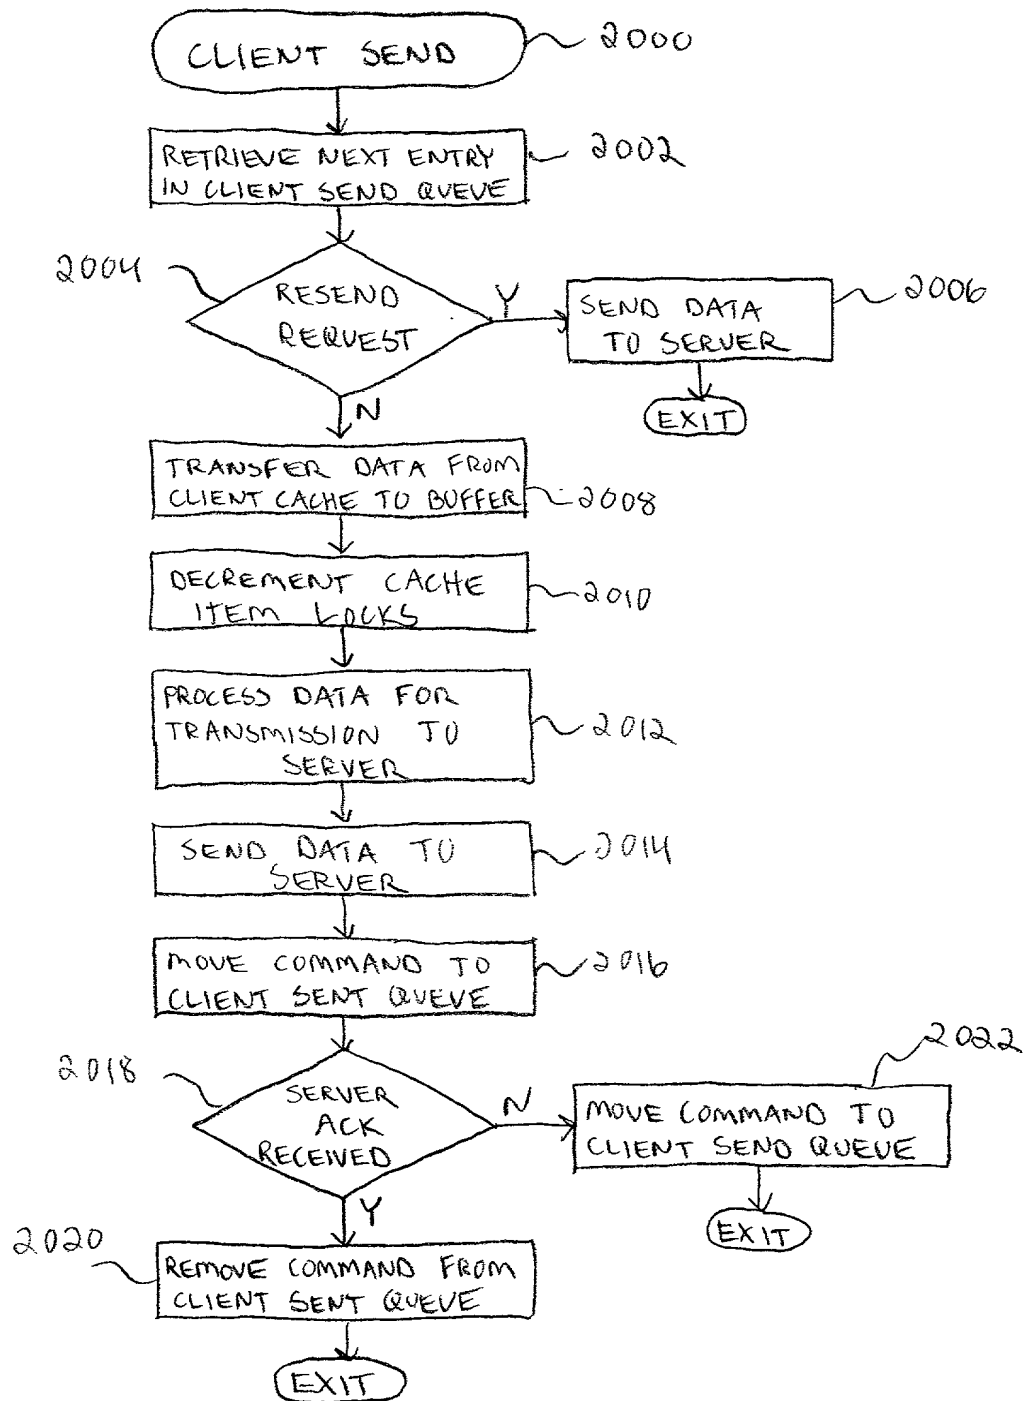 CLIENT SEND
2000
RETRIEVE NEXT ENTRY
IN CLIENT SEND QUEUE
2002
2004
RESEND
REQUEST
Y
SEND DATA
TO SERVER
2006
EXIT
N
TRANSFER DATA FROM
CLIENT CACHE TO BUFFER
2008
DECREMENT CACHE
ITEM LOCKS
2010
PROCESS DATA FOR
TRANSMISSION TO
SERVER
2012
SEND DATA TO
SERVER
2014
MOVE COMMAND TO
CLIENT SENT QUEUE
2016
2018
SERVER
ACK
RECEIVED
N
MOVE COMMAND TO
CLIENT SEND QUEUE
2022
EXIT
Y
2020
REMOVE COMMAND FROM
CLIENT SENT QUEUE
EXIT